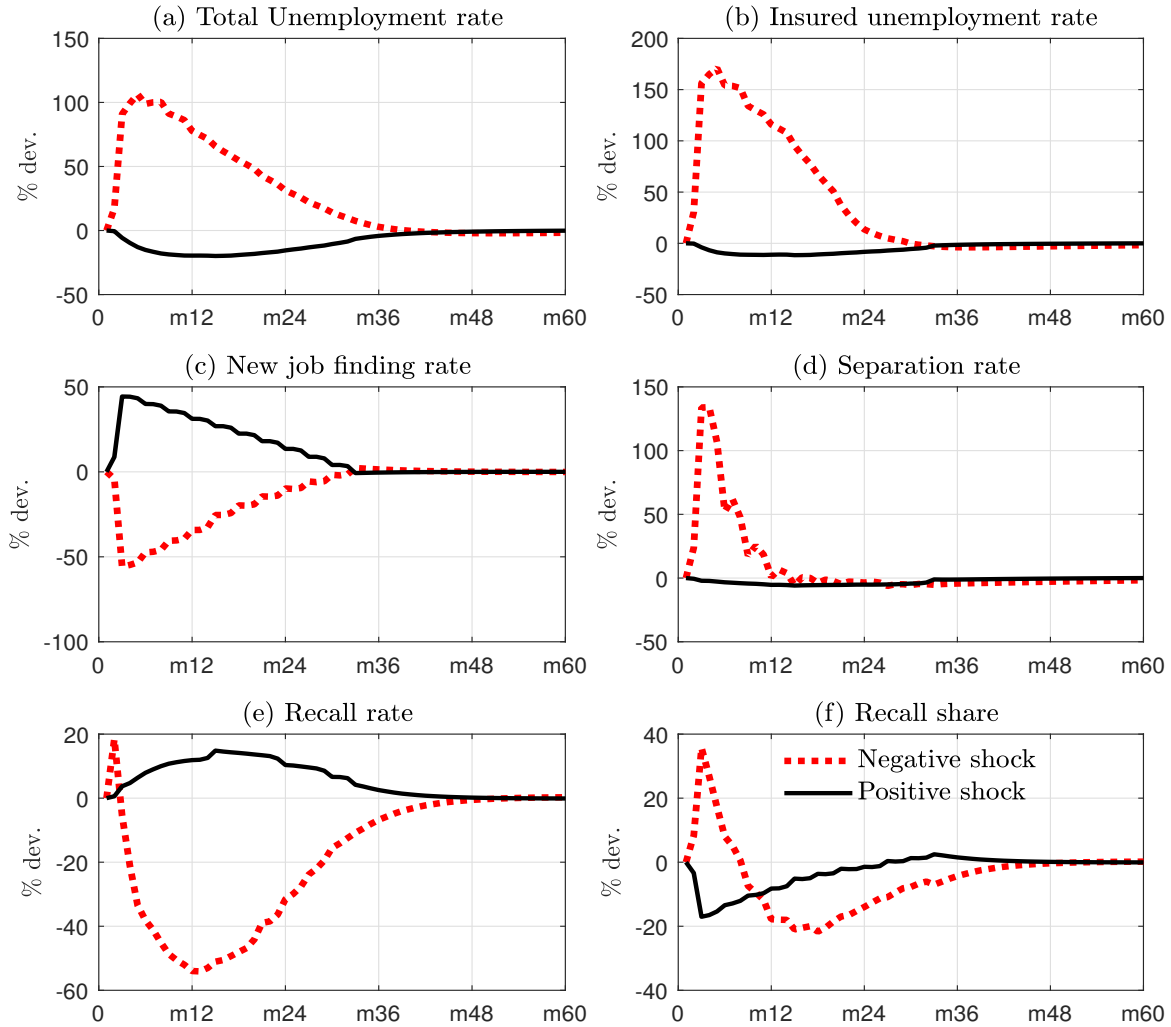 (a) Total Unemployment rate
150
100
50
0
-50
% dev.
0 m12 m24 m36 m48 m60
(b) Insured unemployment rate
200
150
100
50
0
-50
% dev.
0 m12 m24 m36 m48 m60
(c) New job finding rate
50
0
-50
-100
% dev.
0 m12 m24 m36 m48 m60
(d) Separation rate
150
100
50
0
-50
% dev.
0 m12 m24 m36 m48 m60
(e) Recall rate
20
0
-20
-40
-60
% dev.
0 m12 m24 m36 m48 m60
(f) Recall share
40
20
0
-20
-40
% dev.
Negative shock
Positive shock
0 m12 m24 m36 m48 m60